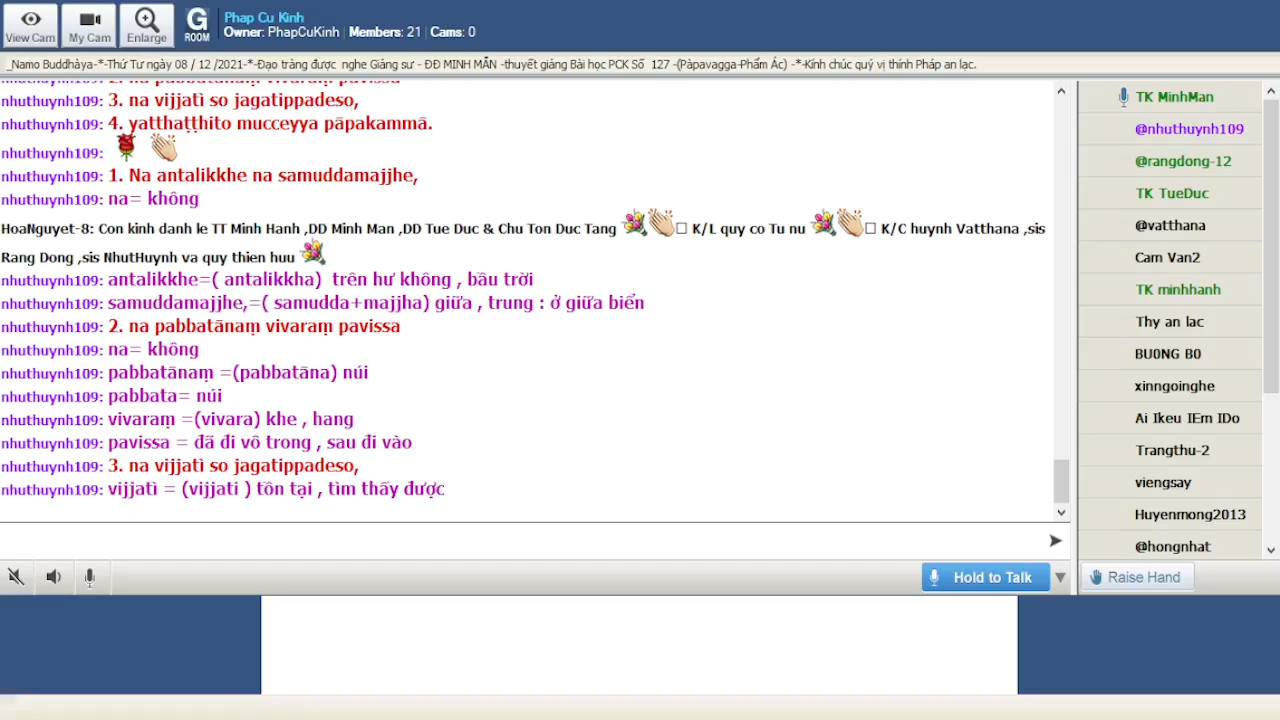 View Cam
My Cam
Enlarge
G
ROOM
Phap Cu Kinh
Owner: PhapCuKinh | Members: 21 | Cams: 0
_Namo Buddhàya-*-Thứ Tư ngày 08 / 12 /2021-*-Đạo tràng được nghe Giảng sư - ĐĐ MINH MẪN -thuyết giảng Bài học PCK Số 127 -(Pàpavagga-Phẩm Ác) -*-Kính chúc quý vị thính Pháp an lạc.
2. na pabbatānaṃ vivaraṃ pavissa
nhuthuynh109: 3. na vijjatì so jagatippadeso,
nhuthuynh109: 4. yatthaṭṭhito mucceyya pāpakammā.
nhuthuynh109:
nhuthuynh109: 1. Na antalikkhe na samuddamajjhe,
nhuthuynh109: na= không
HoaNguyet-8: Con kinh danh le TT Minh Hanh ,DD Minh Man ,DD Tue Duc & Chu Ton Duc Tang K/L quy co Tu nu K/C huynh Vatthana ,sis
Rang Dong ,sis NhutHuynh va quy thien huu
nhuthuynh109: antalikkhe=( antalikkha) trên hư không , bầu trời
nhuthuynh109: samuddamajjhe,=( samudda+majjha) giữa , trung : ở giữa biển
nhuthuynh109: 2. na pabbatānaṃ vivaraṃ pavissa
nhuthuynh109: na= không
nhuthuynh109: pabbatānaṃ =(pabbatāna) núi
nhuthuynh109: pabbata= núi
nhuthuynh109: vivaraṃ =(vivara) khe , hang
nhuthuynh109: pavissa = đã đi vô trong , sau đi vào
nhuthuynh109: 3. na vijjatì so jagatippadeso,
nhuthuynh109: vijjatì = (vijjati ) tồn tại , tìm thấy được
Hold to Talk
TK MinhMan
@nhuthuynh109
@rangdong-12
TK TueDuc
@vatthana
Cam Van2
TK minhhanh
Thy an lac
BU0NG B0
xinngoinghe
Ai Ikeu IEm IDo
Trangthu-2
viengsay
Huyenmong2013
@hongnhat
Raise Hand